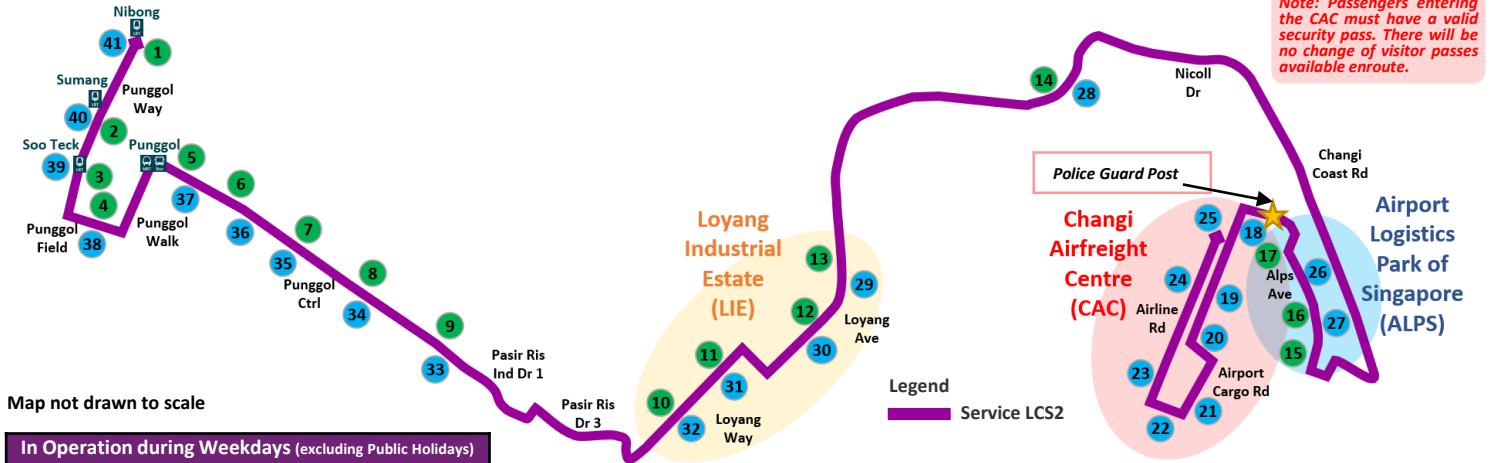 Nibong
41
1
Sumang
Punggol
Way
40
2
Soo Teck
Punggol
39
3
4
5
37
6
36
Punggol
Field
38
Punggol
Walk
7
35
Punggol
Ctrl
8
34
9
33
Pasir Ris
Ind Dr 1
Pasir Ris
Dr 3
Map not drawn to scale
In Operation during Weekdays (excluding Public Holidays)
Loyang
Industrial
Estate
(LIE)
10
32
Loyang
Way
11
31
12
30
Loyang
Ave
13
29
14
28
Nicoll
Dr
Note: Passengers entering
the CAC must have a valid
security pass. There will be
no change of visitor passes
available enroute.
Changi
Coast Rd
Police Guard Post
Changi
Airfreight
Centre
(CAC)
25
18
17
Alps
Ave
26
Airport
Logistics
Park of
Singapore
(ALPS)
24
19
Airline
Rd
16
27
20
15
23
Airport
Cargo Rd
21
22
Legend
Service LCS2